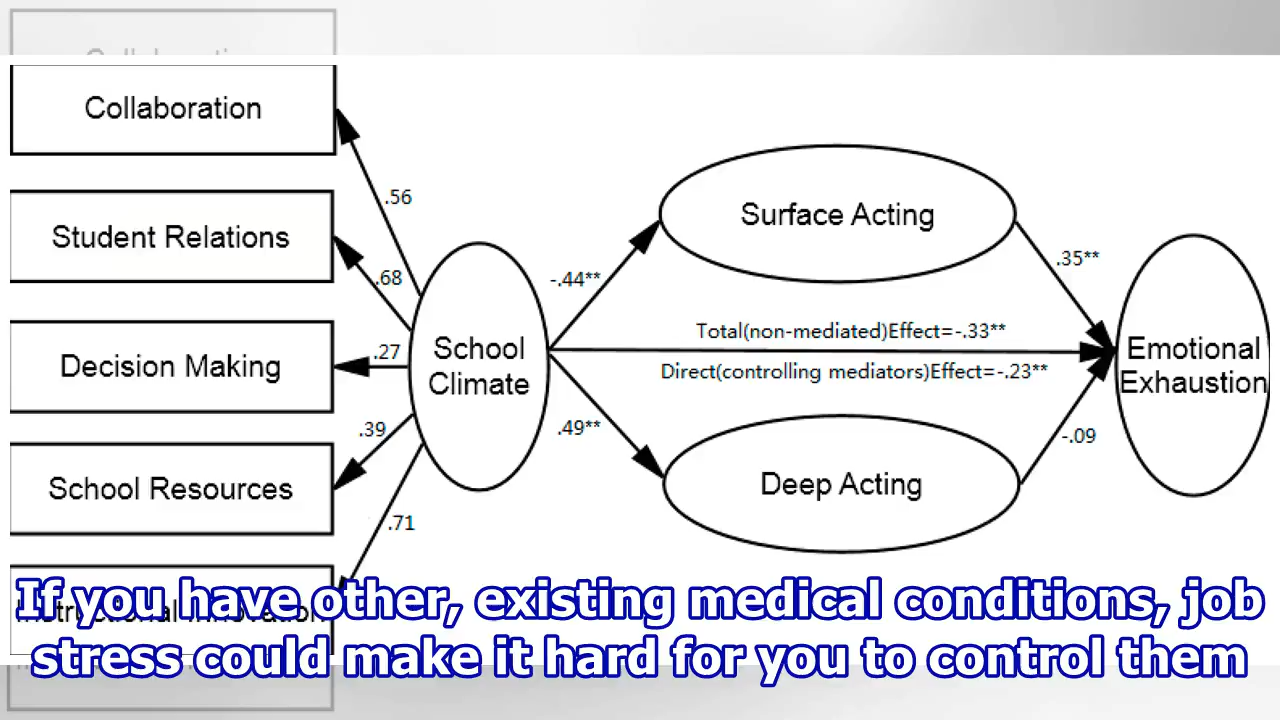 Collaboration
.56
Student Relations
.68
Decision Making
.27
School Resources
.39
.71
School
Climate
-.44**
.49**
Surface Acting
Total(non-mediated)Effect=-.33**
Direct(controlling mediators)Effect=-.23**
Deep Acting
.35**
-.09
Emotional
Exhaustion
If you have other, existing medical conditions, job
stress could make it hard for you to control them